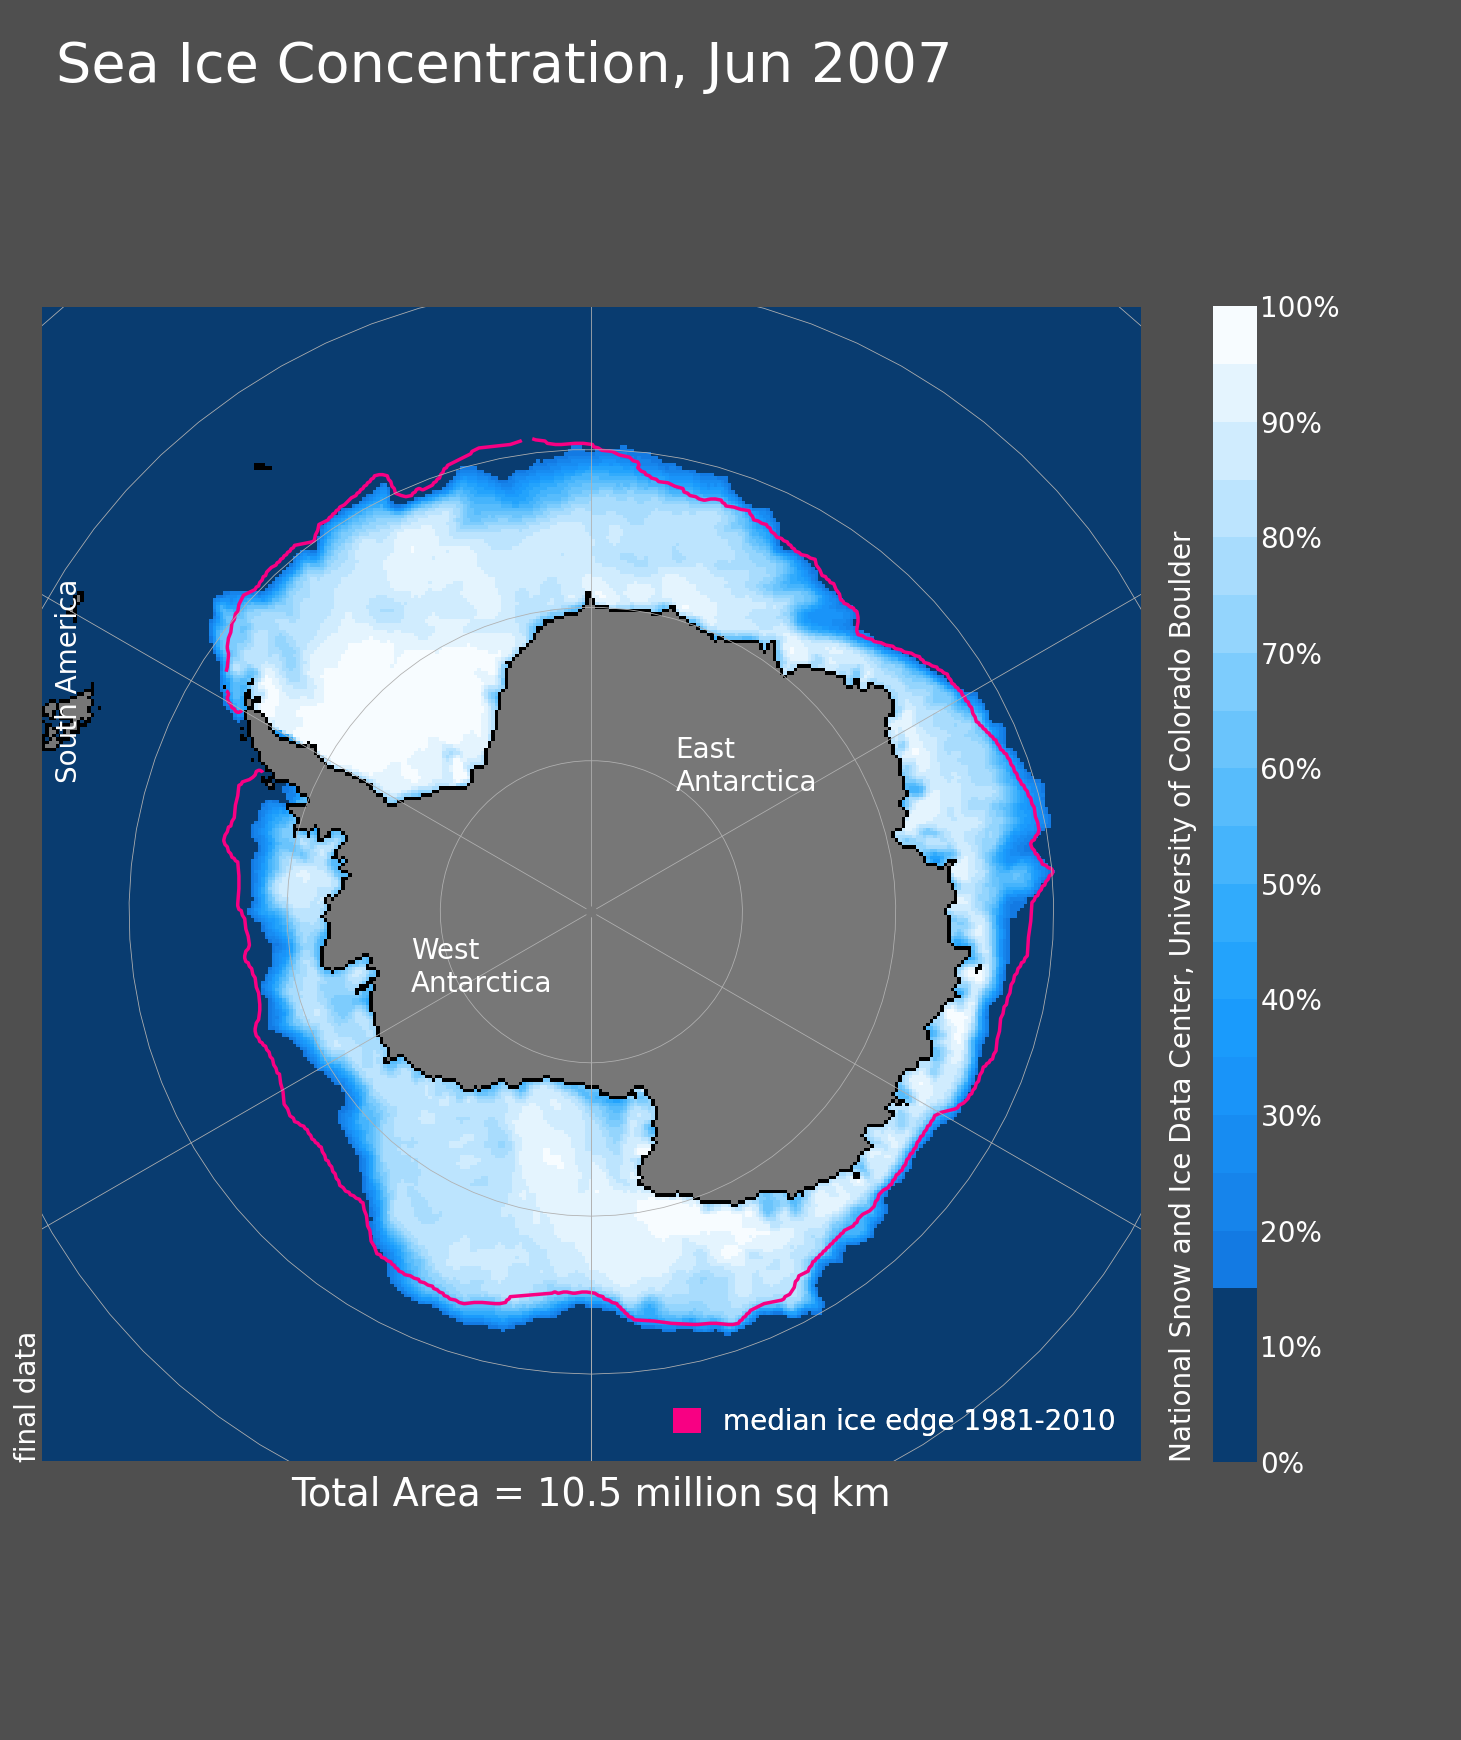 Sea Ice Concentration, Jun 2007
South America
East
Antarctica
West
Antarctica
final data
median ice edge 1981-2010
Total Area = 10.5 million sq km
National Snow and Ice Data Center, University of Colorado Boulder
100%
90%
80%
70%
60%
50%
40%
30%
20%
10%
0%